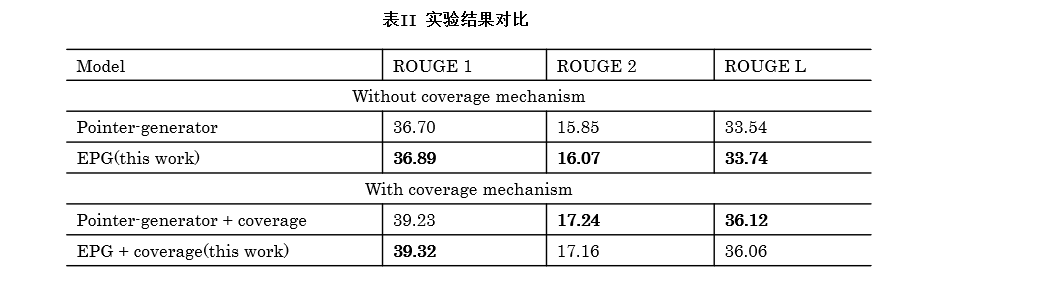 表II 实验结果对比
Model ROUGE 1 ROUGE 2 ROUGE L
Without coverage mechanism
Pointer-generator 36.70 15.85 33.54
EPG(this work) 36.89 16.07 33.74
With coverage mechanism
Pointer-generator + coverage 39.23 17.24 36.12
EPG + coverage(this work) 39.32 17.16 36.06